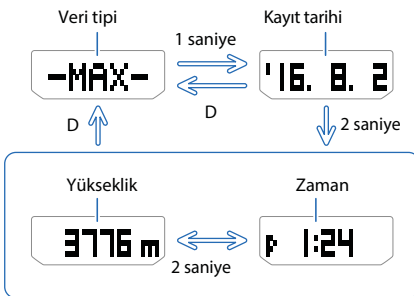 Veri tipi
Kayıt tarihi
-MAX-
1 saniye
'16. 8. 2
D
D
2 saniye
Yükseklik
Zaman
3776 m
P 1:24
2 saniye